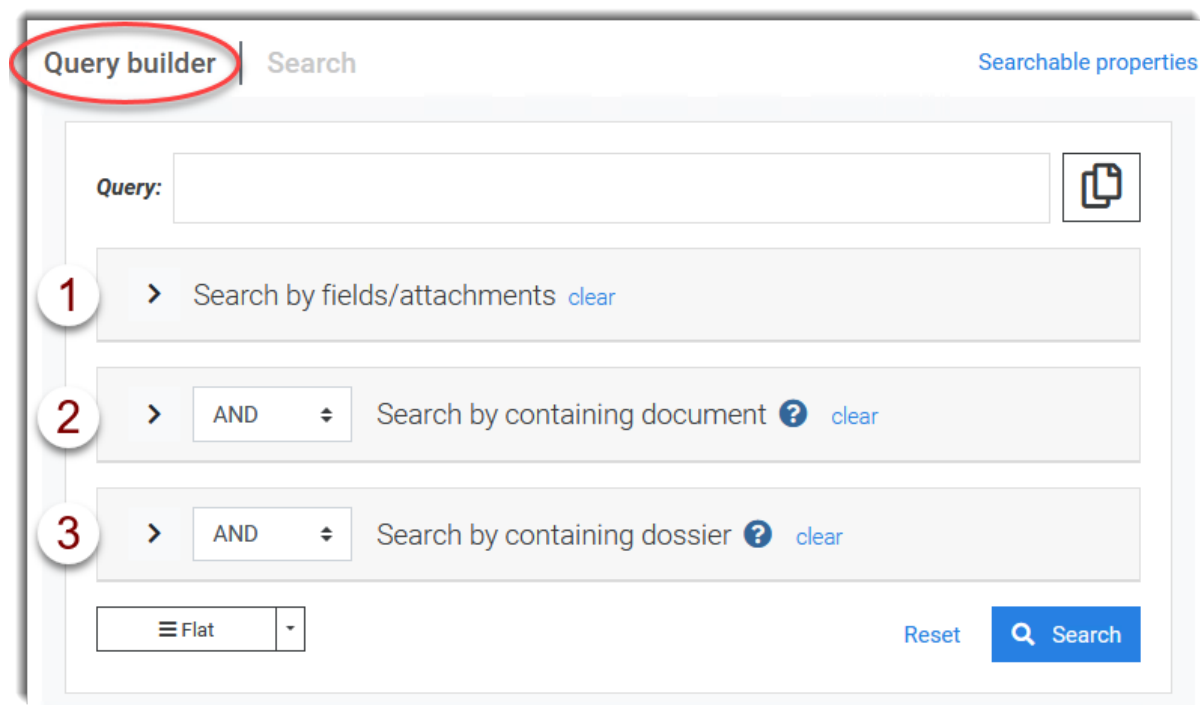 Query builder Search Searchable properties
Query:
1 Search by fields/attachments clear
2 AND Search by containing document ? clear
3 AND Search by containing dossier ? clear
Flat Reset Search